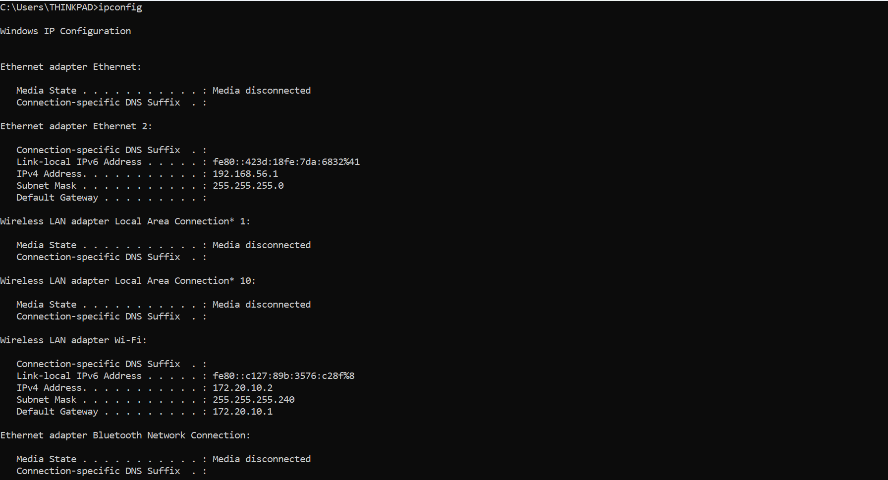 C:\Users\THINKPAD>ipconfig
Windows IP Configuration
Ethernet adapter Ethernet:
Media State . . . . . . . . . . . : Media disconnected
Connection-specific DNS Suffix  . :
Ethernet adapter Ethernet 2:
Connection-specific DNS Suffix  . :
Link-local IPv6 Address . . . . . : fe80::423d:18fe:7da:6832%41
IPv4 Address. . . . . . . . . . . : 192.168.56.1
Subnet Mask . . . . . . . . . . . : 255.255.255.0
Default Gateway . . . . . . . . . :
Wireless LAN adapter Local Area Connection* 1:
Media State . . . . . . . . . . . : Media disconnected
Connection-specific DNS Suffix  . :
Wireless LAN adapter Local Area Connection* 10:
Media State . . . . . . . . . . . : Media disconnected
Connection-specific DNS Suffix  . :
Wireless LAN adapter Wi-Fi:
Connection-specific DNS Suffix  . :
Link-local IPv6 Address . . . . . : fe80::c127:89b:3576:c28f%8
IPv4 Address. . . . . . . . . . . : 172.20.10.2
Subnet Mask . . . . . . . . . . . : 255.255.255.240
Default Gateway . . . . . . . . . : 172.20.10.1
Ethernet adapter Bluetooth Network Connection:
Media State . . . . . . . . . . . : Media disconnected
Connection-specific DNS Suffix  . :